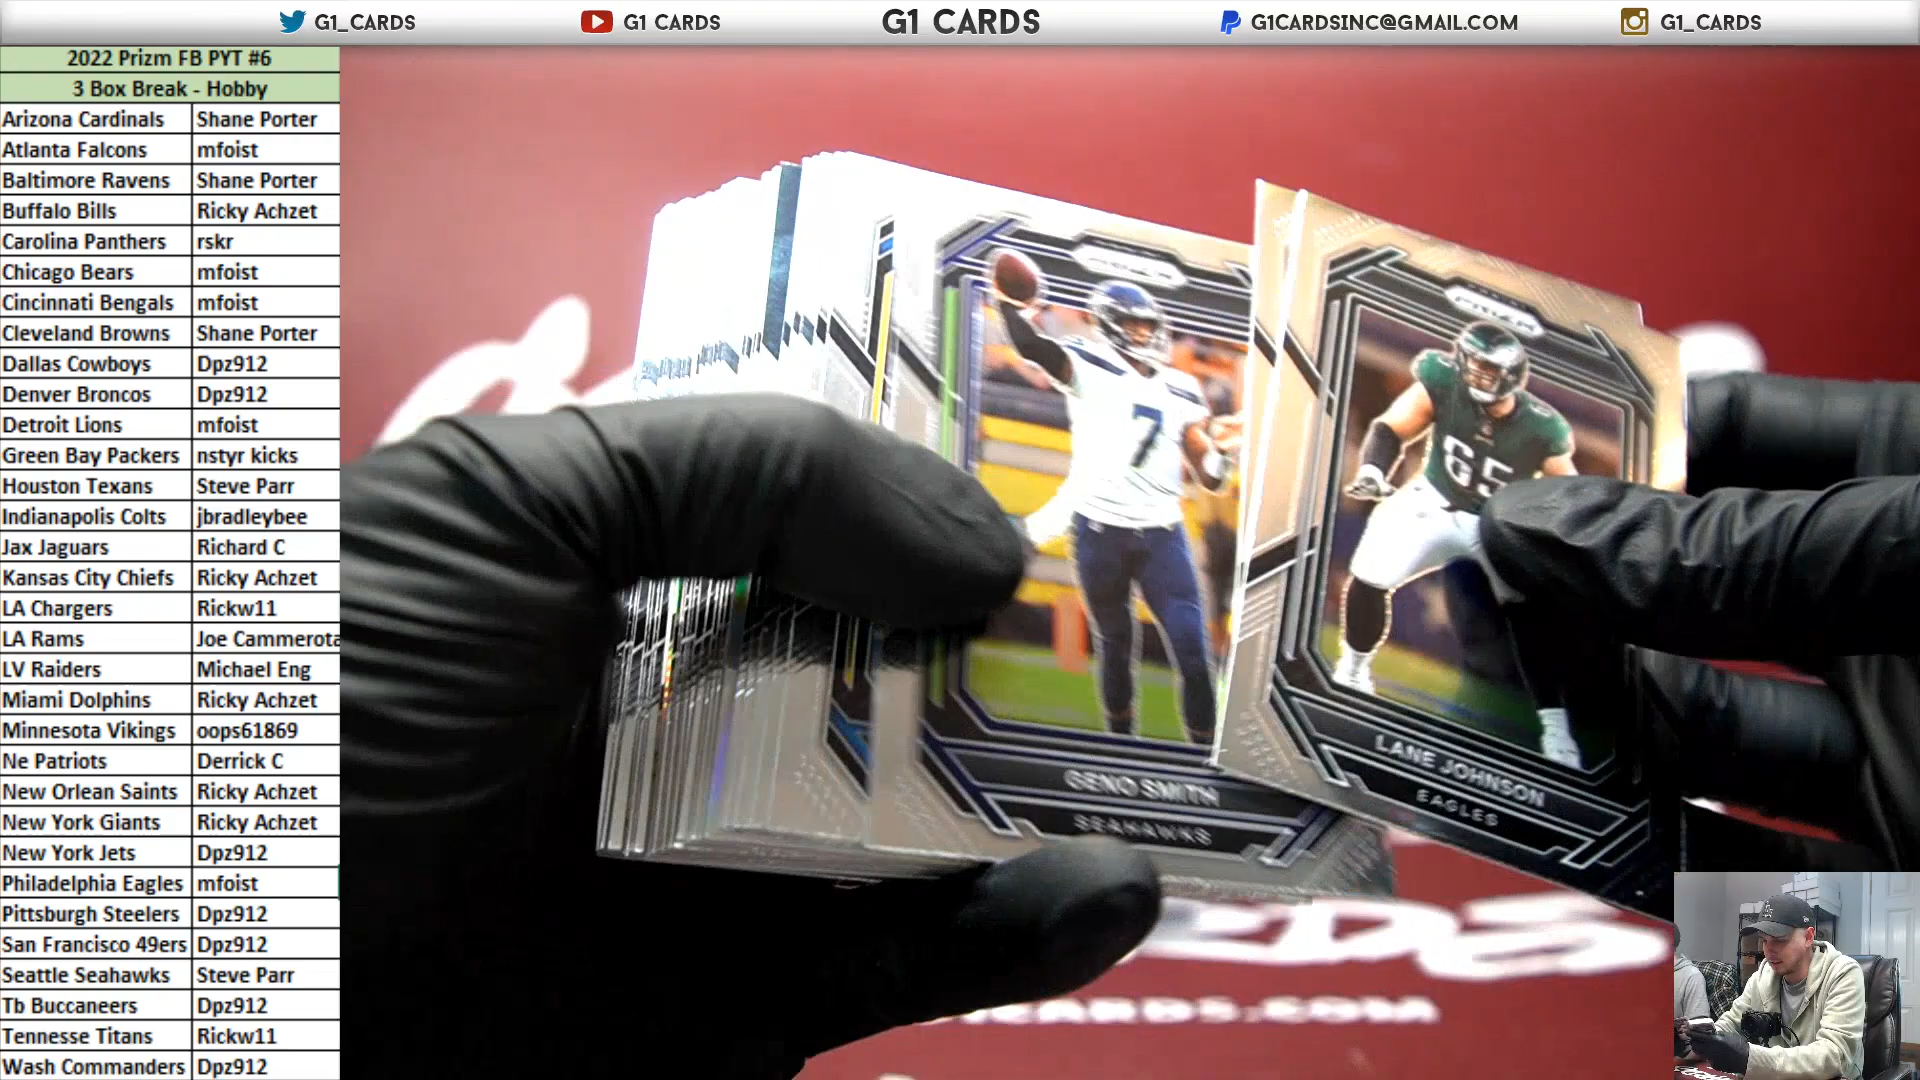 G1_CARDS G1 CARDS G1 CARDS G1CARDSINC@GMAIL.COM G1_CARDS
2022 Prizm FB PYT #6
3 Box Break - Hobby
Arizona Cardinals Shane Porter
Atlanta Falcons mfoist
Baltimore Ravens Shane Porter
Buffalo Bills Ricky Achzet
Carolina Panthers rskr
Chicago Bears mfoist
Cincinnati Bengals mfoist
Cleveland Browns Shane Porter
Dallas Cowboys Dpz912
Denver Broncos Dpz912
Detroit Lions mfoist
Green Bay Packers nstyr kicks
Houston Texans Steve Parr
Indianapolis Colts jbradleybee
Jax Jaguars Richard C
Kansas City Chiefs Ricky Achzet
LA Chargers Rickw11
LA Rams Joe Cammerota
LV Raiders Michael Eng
Miami Dolphins Ricky Achzet
Minnesota Vikings oops61869
Ne Patriots Derrick C
New Orlean Saints Ricky Achzet
New York Giants Ricky Achzet
New York Jets Dpz912
Philadelphia Eagles mfoist
Pittsburgh Steelers Dpz912
San Francisco 49ers Dpz912
Seattle Seahawks Steve Parr
Tb Buccaneers Dpz912
Tennesse Titans Rickw11
Wash Commanders Dpz912
PRIZM
7
GENO SMITH
SEAHAWKS
PRIZM
65
LANE JOHNSON
EAGLES
CARDS.COM